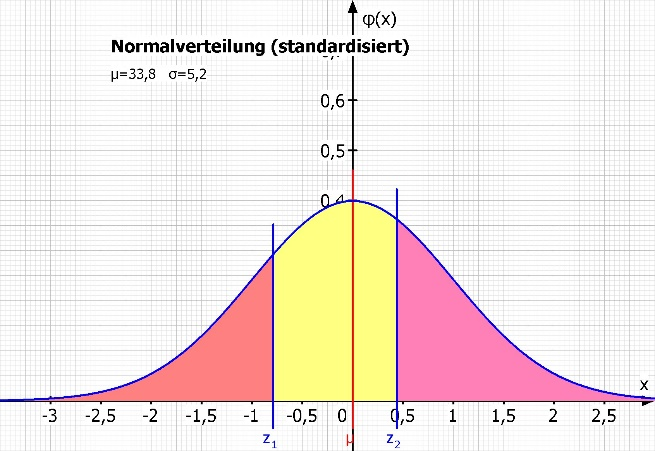 φ(x)
Normalverteilung (standardisiert)
μ=33,8 σ=5,2
0,6
0,5
0,4
x
-3 -2,5 -2 -1,5 -1 -0,5 0 0,5 1 1,5 2 2,5
z₁ μ z₂